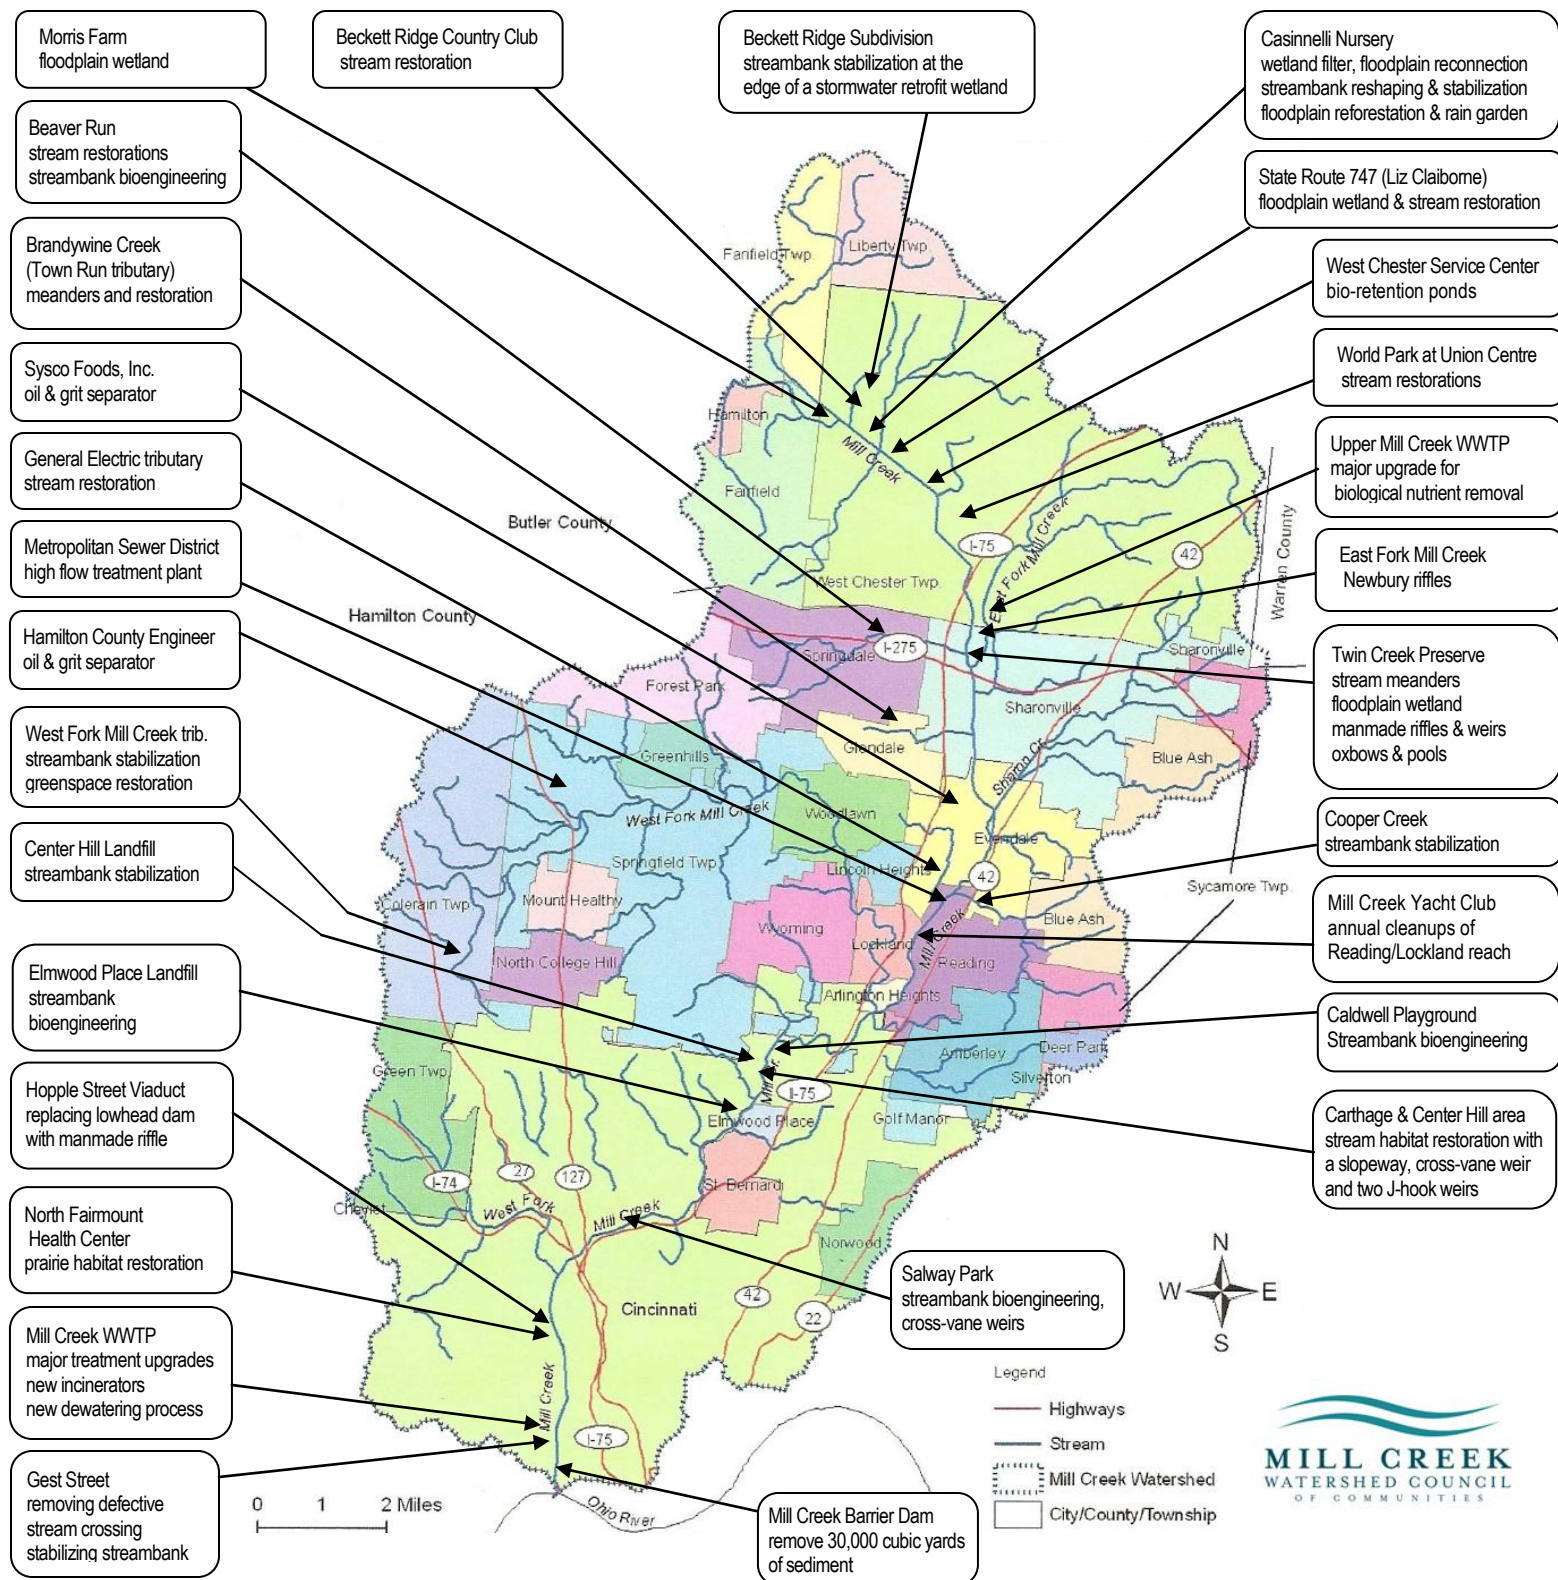 Morris Farm
floodplain wetland
Beckett Ridge Country Club
stream restoration
Beckett Ridge Subdivision
streambank stabilization at the
edge of a stormwater retrofit wetland
Casinnelli Nursery
wetland filter, floodplain reconnection
streambank reshaping & stabilization
floodplain reforestation & rain garden
Beaver Run
stream restorations
streambank bioengineering
State Route 747 (Liz Claiborne)
floodplain wetland & stream restoration
Brandywine Creek
(Town Run tributary)
meanders and restoration
West Chester Service Center
bio-retention ponds
Sysco Foods, Inc.
oil & grit separator
World Park at Union Centre
stream restorations
General Electric tributary
stream restoration
Upper Mill Creek WWTP
major upgrade for
biological nutrient removal
Metropolitan Sewer District
high flow treatment plant
East Fork Mill Creek
Newbury riffles
Hamilton County Engineer
oil & grit separator
Twin Creek Preserve
stream meanders
floodplain wetland
manmade riffles & weirs
oxbows & pools
West Fork Mill Creek trib.
streambank stabilization
greenspace restoration
Center Hill Landfill
streambank stabilization
Cooper Creek
streambank stabilization
Mill Creek Yacht Club
annual cleanups of
Reading/Lockland reach
Elmwood Place Landfill
streambank
bioengineering
Caldwell Playground
Streambank bioengineering
Hopple Street Viaduct
replacing lowhead dam
with manmade riffle
Carthage & Center Hill area
stream habitat restoration with
a slopeway, cross-vane weir
and two J-hook weirs
North Fairmount
Health Center
prairie habitat restoration
Salway Park
streambank bioengineering,
cross-vane weirs
Mill Creek WWTP
major treatment upgrades
new incinerators
new dewatering process
Gest Street
removing defective
stream crossing
stabilizing streambank
Mill Creek Barrier Dam
remove 30,000 cubic yards
of sediment
Fairfield Twp.
Liberty Twp.
Hamilton
Mill Creek
Fairfield
Butler County
I-75
East Fork Mill Creek
42
Warren County
West Chester Twp.
Hamilton County
I-275
Springdale
Sharonville
Forest Park
Sharonville
Glendale
Greenhills
Sharon Cr.
Blue Ash
West Fork Mill Creek
Woodlawn
Evendale
Springfield Twp.
Lincoln Heights
42
Sycamore Twp.
Colerain Twp.
Mount Healthy
Blue Ash
Wyoming
Lockland
Mill Creek
Reading
North College Hill
Arlington Heights
Amberley
Deer Park
Silverton
Green Twp.
Mill Cr.
I-75
Elmwood Place
Golf Manor
I-74
27
127
St. Bernard
Cheviot
West Fork
Mill Creek
Norwood
Cincinnati
42
22
Mill Creek
I-75
Ohio River
0 1 2 Miles
N
W E
S
Legend
Highways
Stream
Mill Creek Watershed
City/County/Township
MILL CREEK
WATERSHED COUNCIL
OF COMMUNITIES